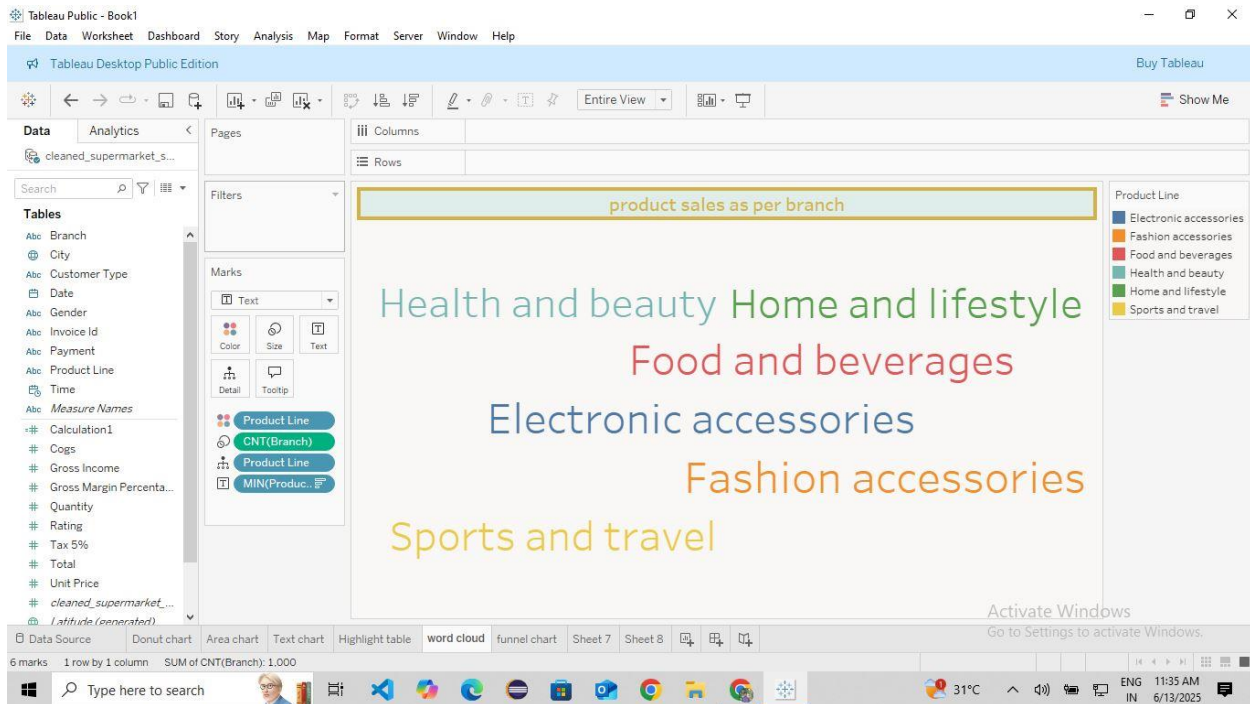 Tableau Public - Book1
File Data Worksheet Dashboard Story Analysis Map Format Server Window Help
Tableau Desktop Public Edition
Buy Tableau
Entire View
Show Me
Data
Analytics
cleaned_supermarket_s...
Search
Tables
Abc Branch
City
Abc Customer Type
Date
Abc Gender
Abc Invoice Id
Abc Payment
Abc Product Line
Time
Abc Measure Names
=# Calculation1
# Cogs
# Gross Income
# Gross Margin Percenta...
# Quantity
# Rating
# Tax 5%
# Total
# Unit Price
# cleaned_supermarket_...
Latitude (generated)
Pages
Filters
Marks
T Text
Color Size Text
Detail Tooltip
Product Line
CNT(Branch)
Product Line
T MIN(Produc..
Columns
Rows
product sales as per branch
Health and beauty Home and lifestyle
Food and beverages
Electronic accessories
Fashion accessories
Sports and travel
Product Line
Electronic accessories
Fashion accessories
Food and beverages
Health and beauty
Home and lifestyle
Sports and travel
Activate Windows
Go to Settings to activate Windows.
Data Source Donut chart Area chart Text chart Highlight table word cloud funnel chart Sheet 7 Sheet 8
6 marks 1 row by 1 column SUM of CNT(Branch): 1,000
Type here to search
31°C
ENG 11:35 AM
IN 6/13/2025